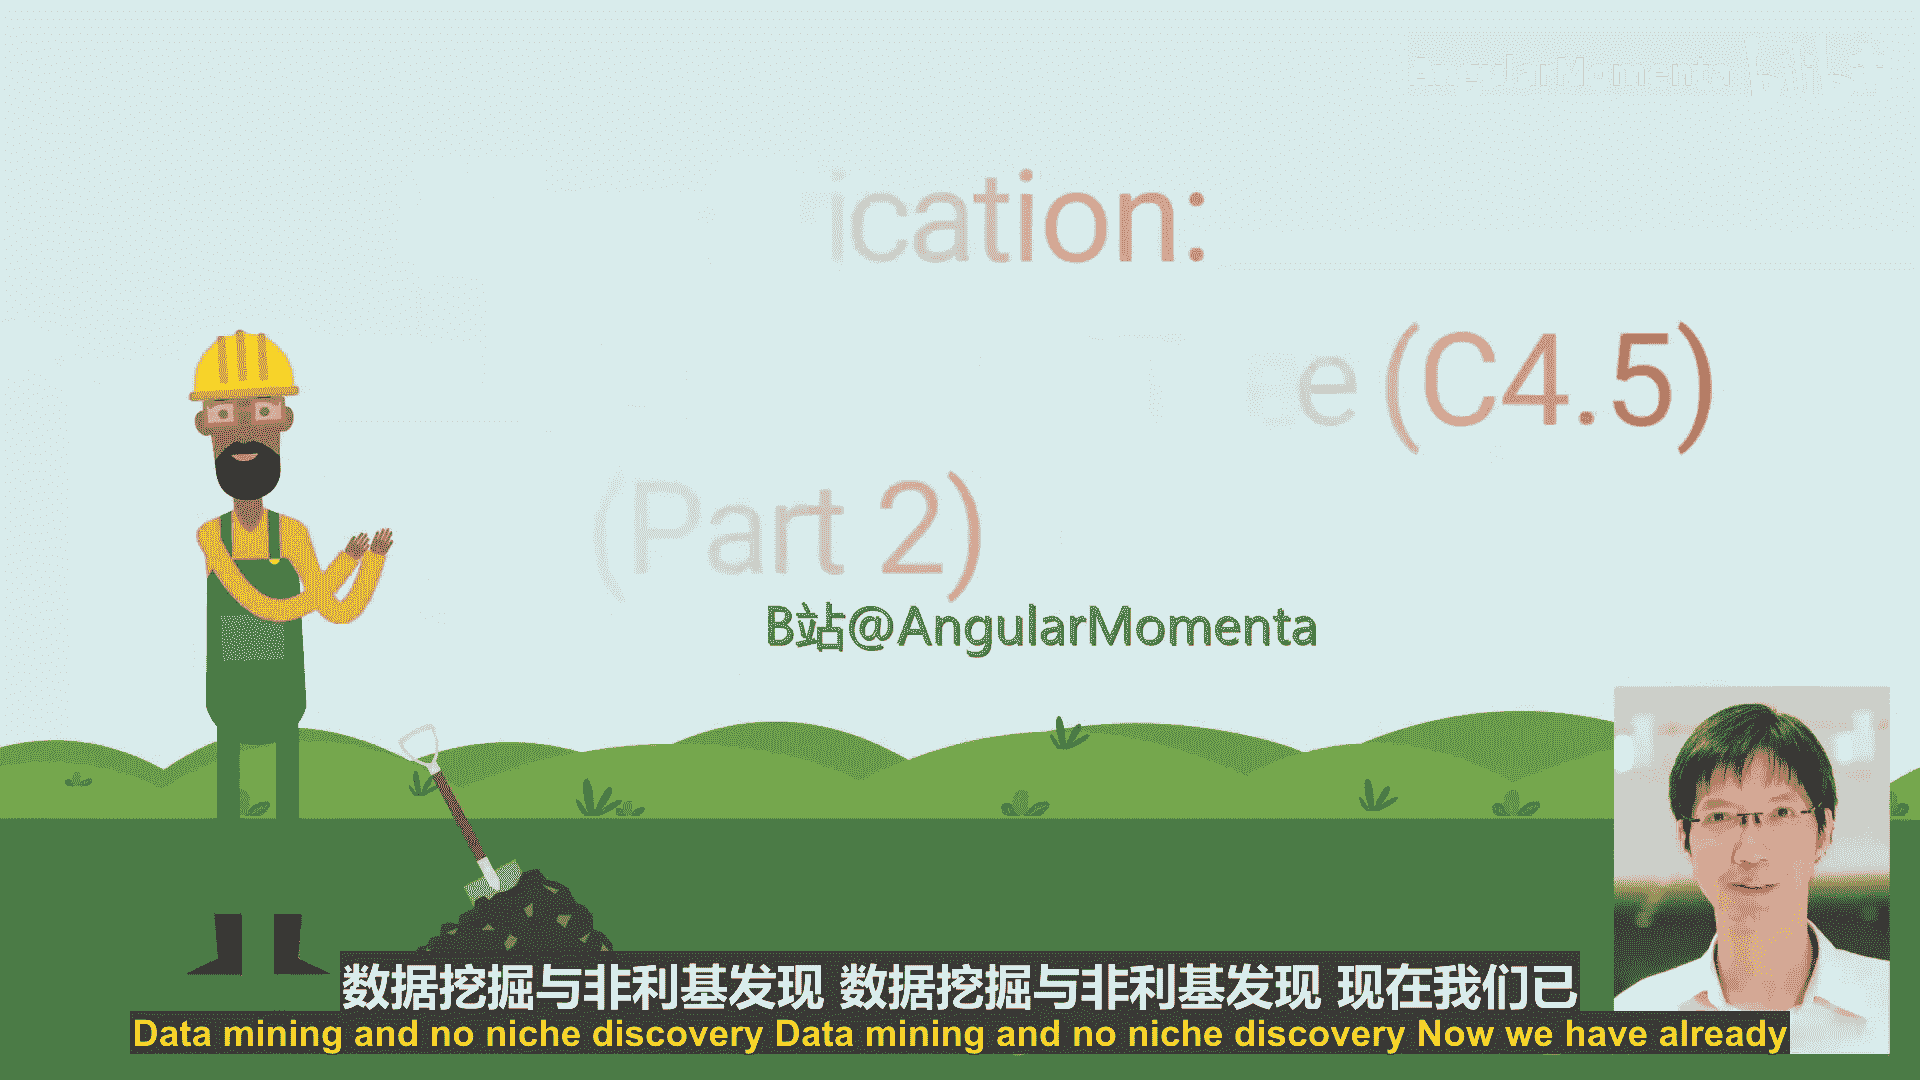 ication:
e (C4.5)
(Part 2)
B站@AngularMomenta
数据挖掘与非利基发现 数据挖掘与非利基发现 现在我们已
Data mining and no niche discovery Data mining and no niche discovery Now we have already